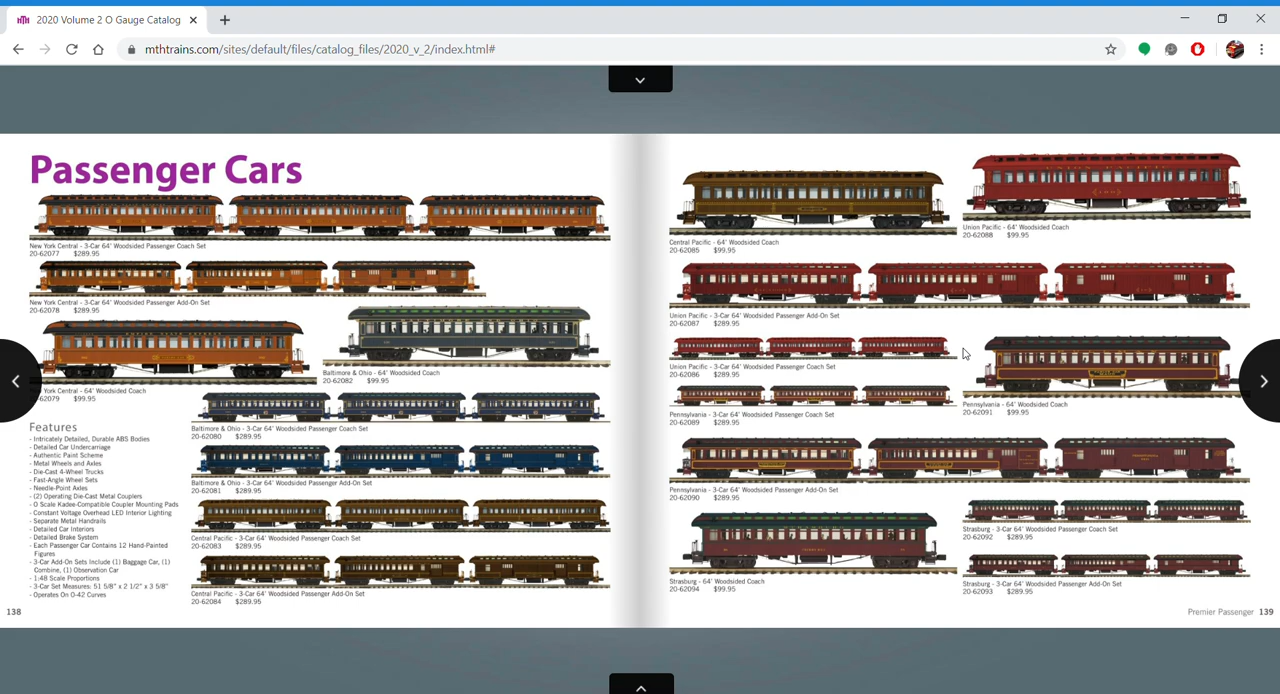 2020 Volume 2 O Gauge Catalog
mthtrains.com/sites/default/files/catalog_files/2020_v_2/index.html#
Passenger Cars
New York Central - 3-Car 64' Woodsided Passenger Coach Set
20-62077 $289.95
New York Central - 3-Car 64' Woodsided Passenger Add-On Set
20-62078 $289.95
York Central - 64' Woodsided Coach
62079 $99.95
Baltimore & Ohio - 64' Woodsided Coach
20-62082 $99.95
Baltimore & Ohio - 3-Car 64' Woodsided Passenger Coach Set
20-62080 $289.95
Baltimore & Ohio - 3-Car 64' Woodsided Passenger Add-On Set
20-62081 $289.95
Central Pacific - 3-Car 64' Woodsided Passenger Coach Set
20-62083 $289.95
Central Pacific - 3-Car 64' Woodsided Passenger Add-On Set
20-62084 $289.95
Features
- Intricately Detailed, Durable ABS Bodies
- Detailed Car Undercarriage
- Authentic Paint Scheme
- Metal Wheels and Axles
- Die-Cast 4-Wheel Trucks
- Fast-Angle Wheel Sets
- Needle-Point Axles
- (2) Operating Die-Cast Metal Couplers
- O Scale Kadee-Compatible Coupler Mounting Pads
- Constant Voltage Overhead LED Interior Lighting
- Separate Metal Handrails
- Detailed Car Interiors
- Detailed Brake System
- Each Passenger Car Contains 12 Hand-Painted
Figures
- 3-Car Add-On Sets Include (1) Baggage Car, (1)
Combine, (1) Observation Car
- 1:48 Scale Proportions
- 3-Car Set Measures: 51 5/8" x 2 1/2" x 3 5/8"
- Operates On O-42 Curves
138
Central Pacific - 64' Woodsided Coach
20-62085 $99.95
Union Pacific - 64' Woodsided Coach
20-62088 $99.95
Union Pacific - 3-Car 64' Woodsided Passenger Add-On Set
20-62087 $289.95
Union Pacific - 3-Car 64' Woodsided Passenger Coach Set
20-62086 $289.95
Pennsylvania - 64' Woodsided Coach
20-62091 $99.95
Pennsylvania - 3-Car 64' Woodsided Passenger Coach Set
20-62089 $289.95
Pennsylvania - 3-Car 64' Woodsided Passenger Add-On Set
20-62090 $289.95
Strasburg - 3-Car 64' Woodsided Passenger Coach Set
20-62092 $289.95
Strasburg - 64' Woodsided Coach
20-62094 $99.95
Strasburg - 3-Car 64' Woodsided Passenger Add-On Set
20-62093 $289.95
Premier Passenger 139